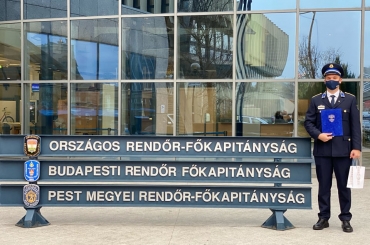 ORSZÁGOS RENDŐR-FŐKAPITÁNYSÁG
BUDAPESTI RENDŐR FŐKAPITÁNYSÁG
PEST MEGYEI RENDŐR-FŐKAPITÁNYSÁG